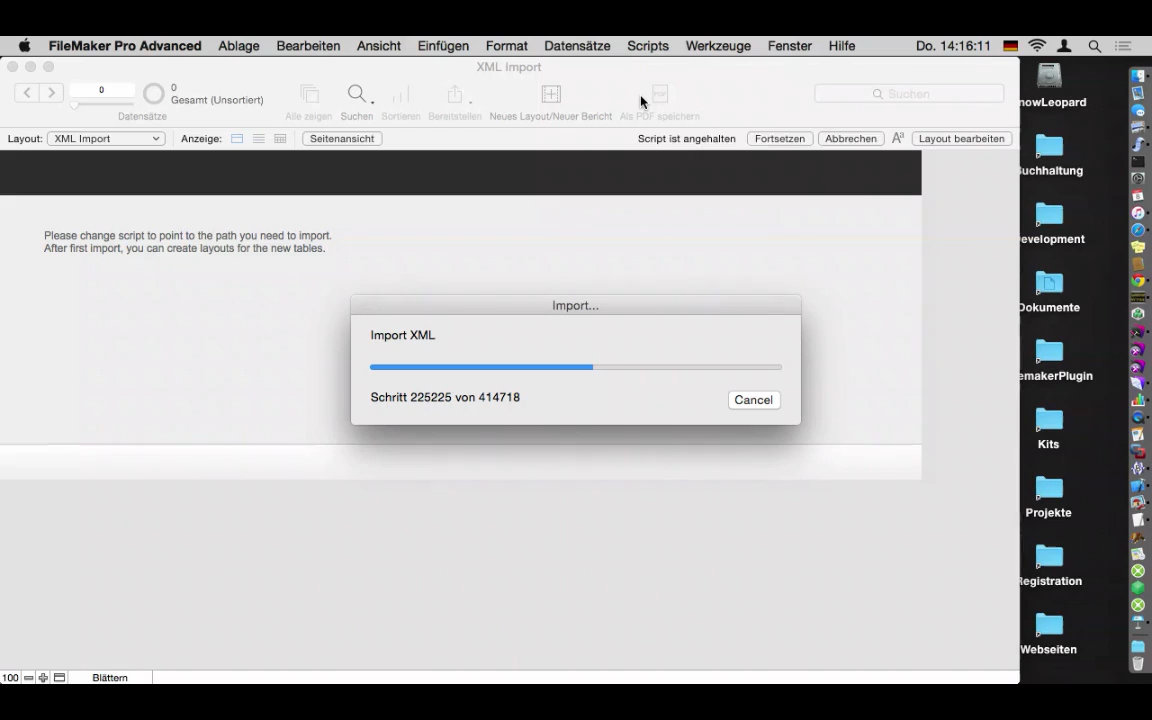 FileMaker Pro Advanced Ablage Bearbeiten Ansicht Einfügen Format Datensätze Scripts Werkzeuge Fenster Hilfe Do. 14:16:11
XML Import
0
0
Gesamt (Unsortiert)
Suchen
Datensätze
Alle zeigen Suchen Sortieren Bereitstellen Neues Layout/Neuer Bericht Als PDF speichern
Layout: XML Import Anzeige: Seitenansicht Script ist angehalten Fortsetzen Abbrechen Aa Layout bearbeiten
Please change script to point to the path you need to import.
After first import, you can create layouts for the new tables.
Import...
Import XML
Schritt 225225 von 414718
Cancel
100 Blättern
nowLeopard
uchhaltung
evelopment
Dokumente
emakerPlugin
Kits
Projekte
Registration
Webseiten